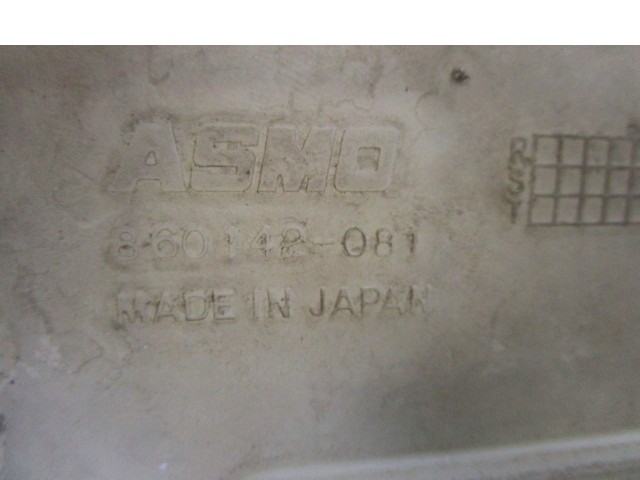 ASMO
860142-081
MADE IN JAPAN
R
S
T